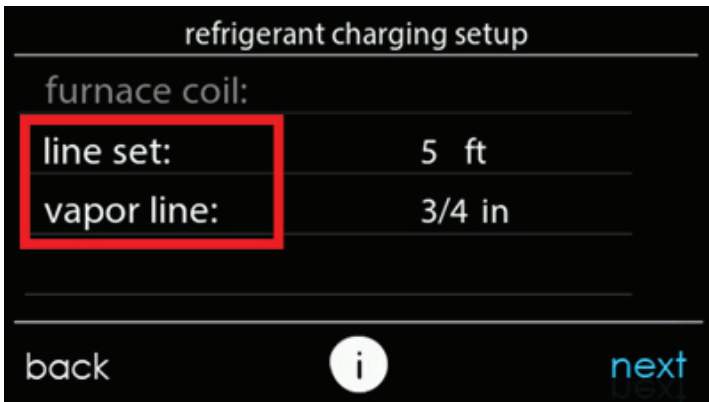 refrigerant charging setup
furnace coil:
line set: 5 ft
vapor line: 3/4 in
back i next